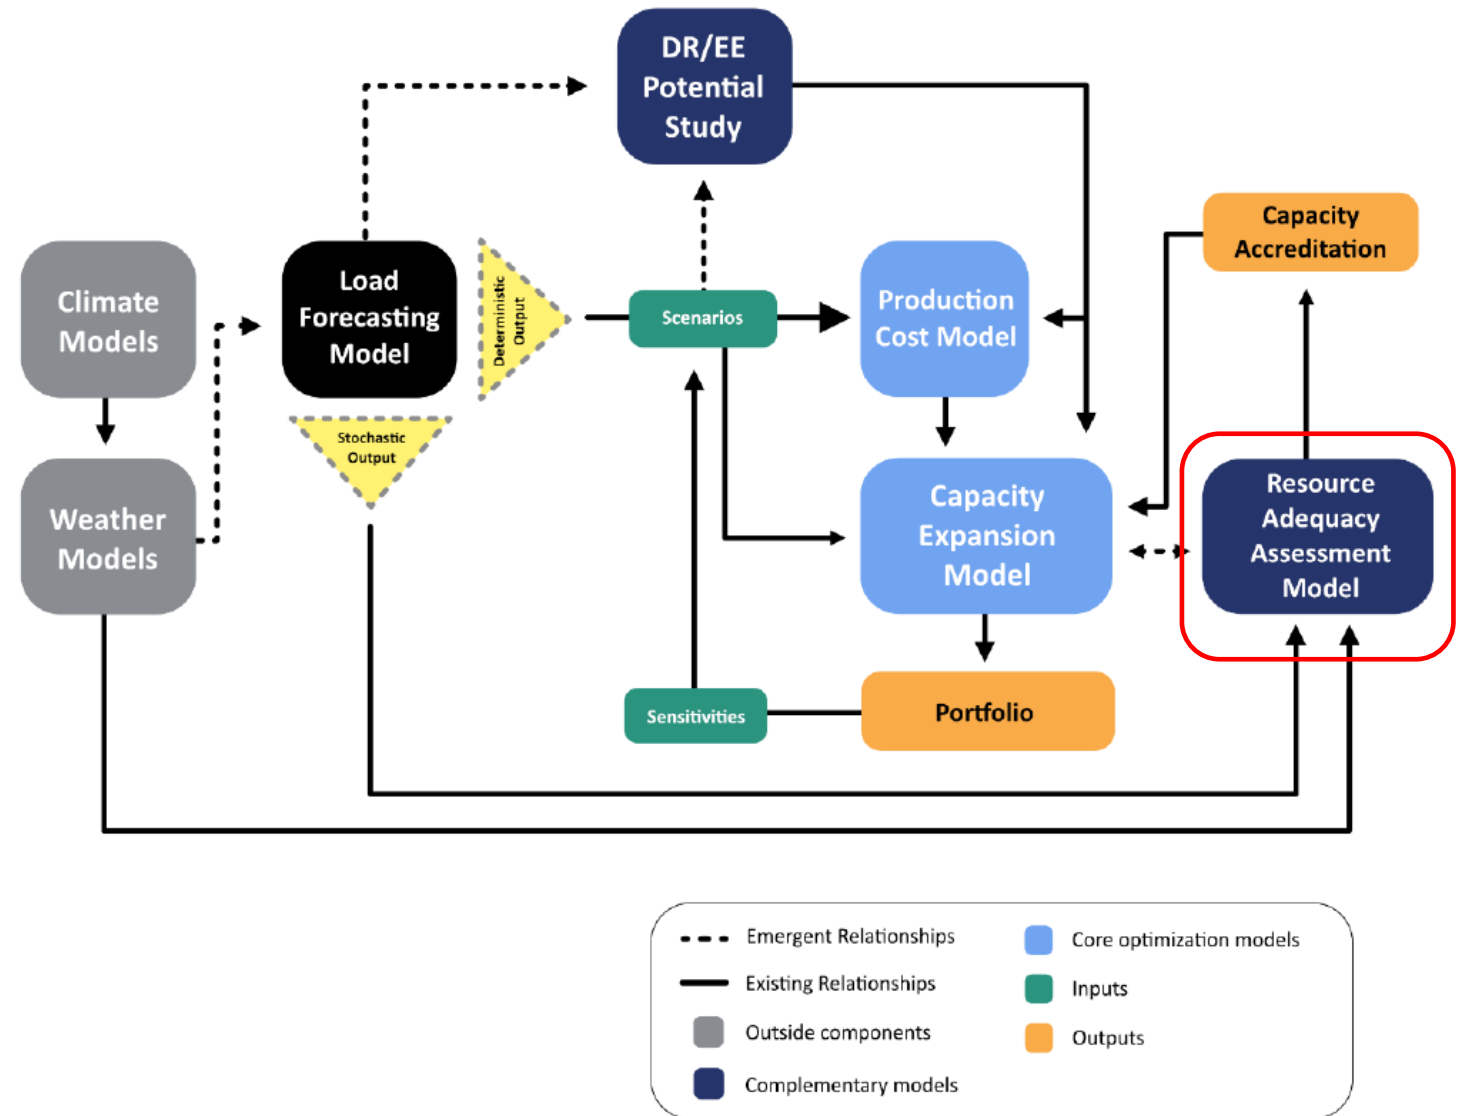 DR/EE
Potential
Study
Capacity
Accreditation
Climate
Models
Load
Forecasting
Model
Deterministic
Output
Scenarios
Production
Cost Model
Stochastic
Output
Weather
Models
Capacity
Expansion
Model
Resource
Adequacy
Assessment
Model
Sensitivities
Portfolio
Emergent Relationships
Existing Relationships
Outside components
Complementary models
Core optimization models
Inputs
Outputs